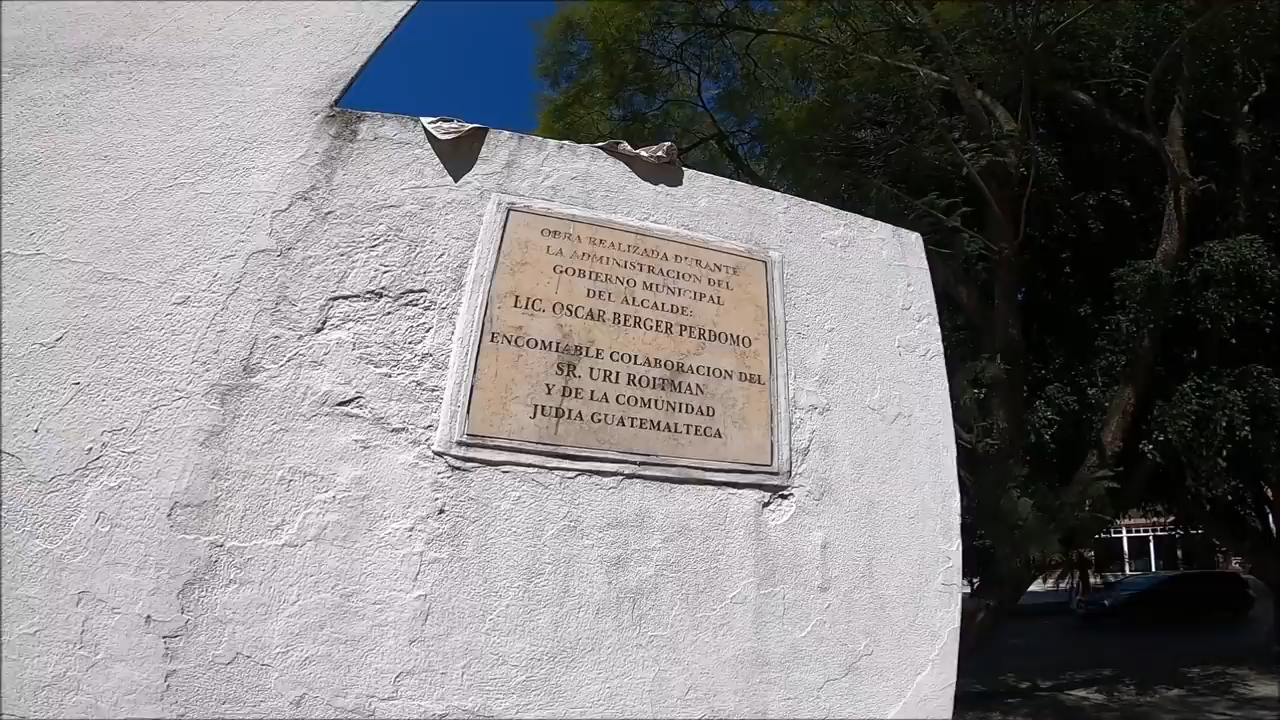 OBRA REALIZADA DURANTE
LA ADMINISTRACION DEL
GOBIERNO MUNICIPAL
DEL ALCALDE:
LIC. OSCAR BERGER PERDOMO
ENCOMIABLE COLABORACION DEL
SR. URI ROITMAN
Y DE LA COMUNIDAD
JUDIA GUATEMALTECA